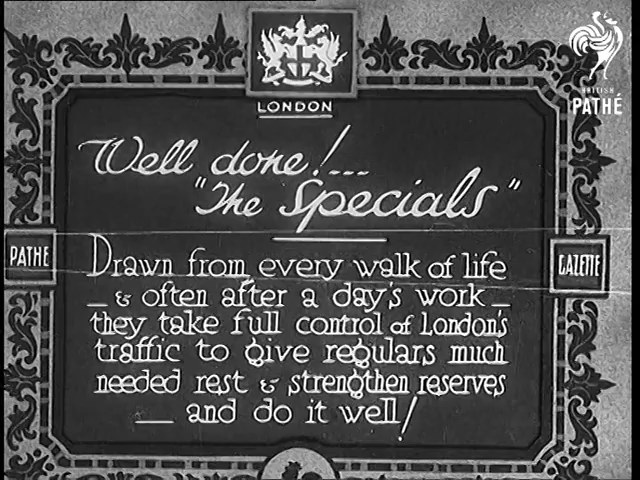 BRITISH
PATHÉ
LONDON
Well done!...
"The Specials"
PATHE
GAZETTE
Drawn from every walk of life
_ & often after a day's work _
they take full control of London's
traffic to give regulars much
needed rest & strengthen reserves
_ and do it well!